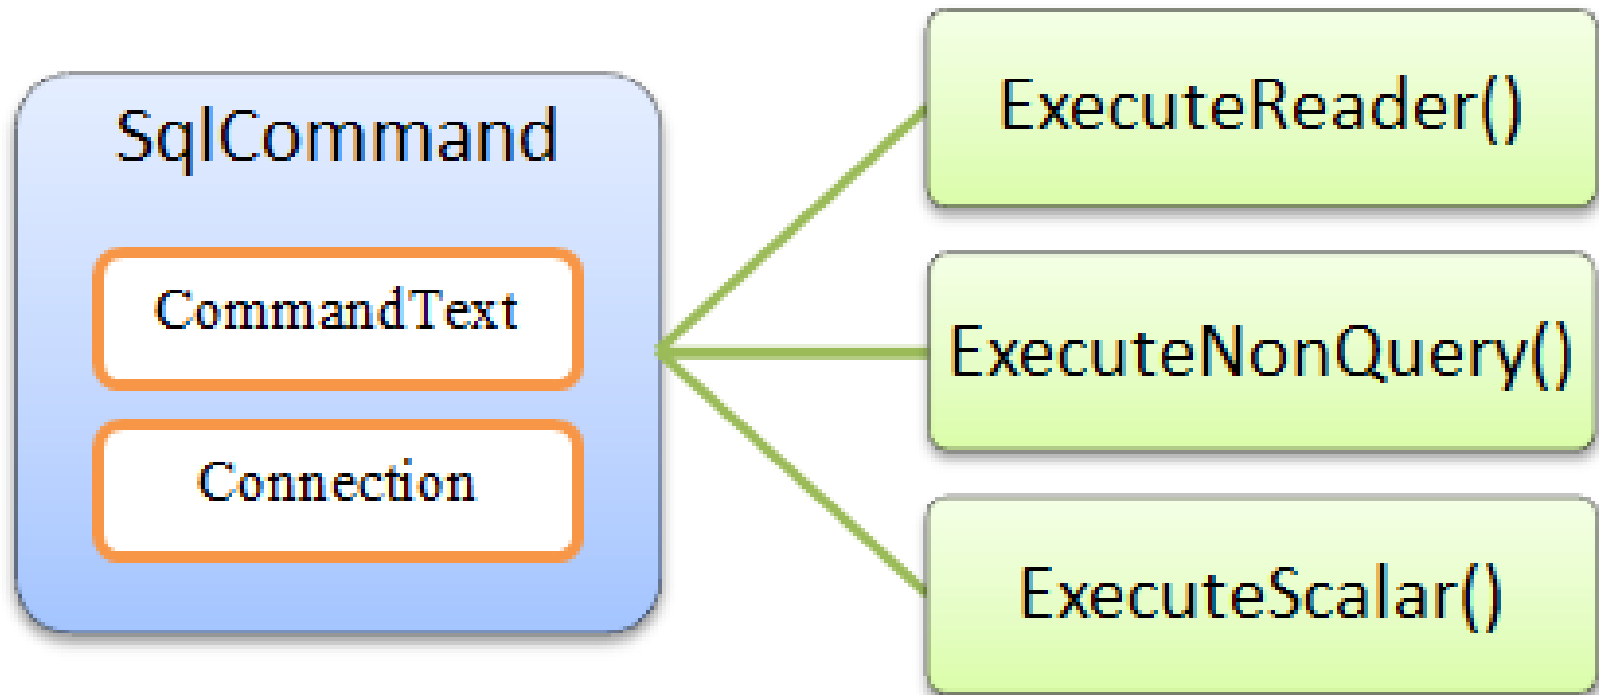 SqlCommand
CommandText
Connection
ExecuteReader()
ExecuteNonQuery()
ExecuteScalar()